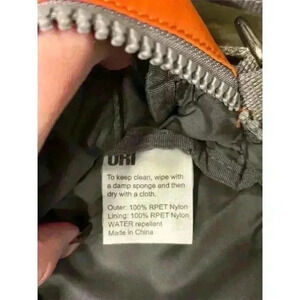 ORI
To keep clean, wipe with
a damp sponge and then
dry with a cloth.
Outer: 100% RPET Nylon
Lining: 100% RPET Nylon
WATER repellent
Made in China